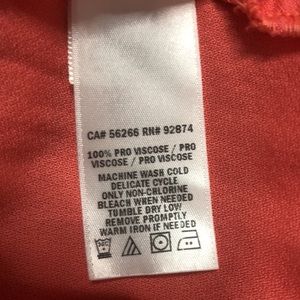 CA# 56266 RN# 92874
100% PRO VISCOSE / PRO
VISCOSE / PRO VISCOSE
MACHINE WASH COLD
DELICATE CYCLE
ONLY NON-CHLORINE
BLEACH WHEN NEEDED
TUMBLE DRY LOW
REMOVE PROMPTLY
WARM IRON IF NEEDED